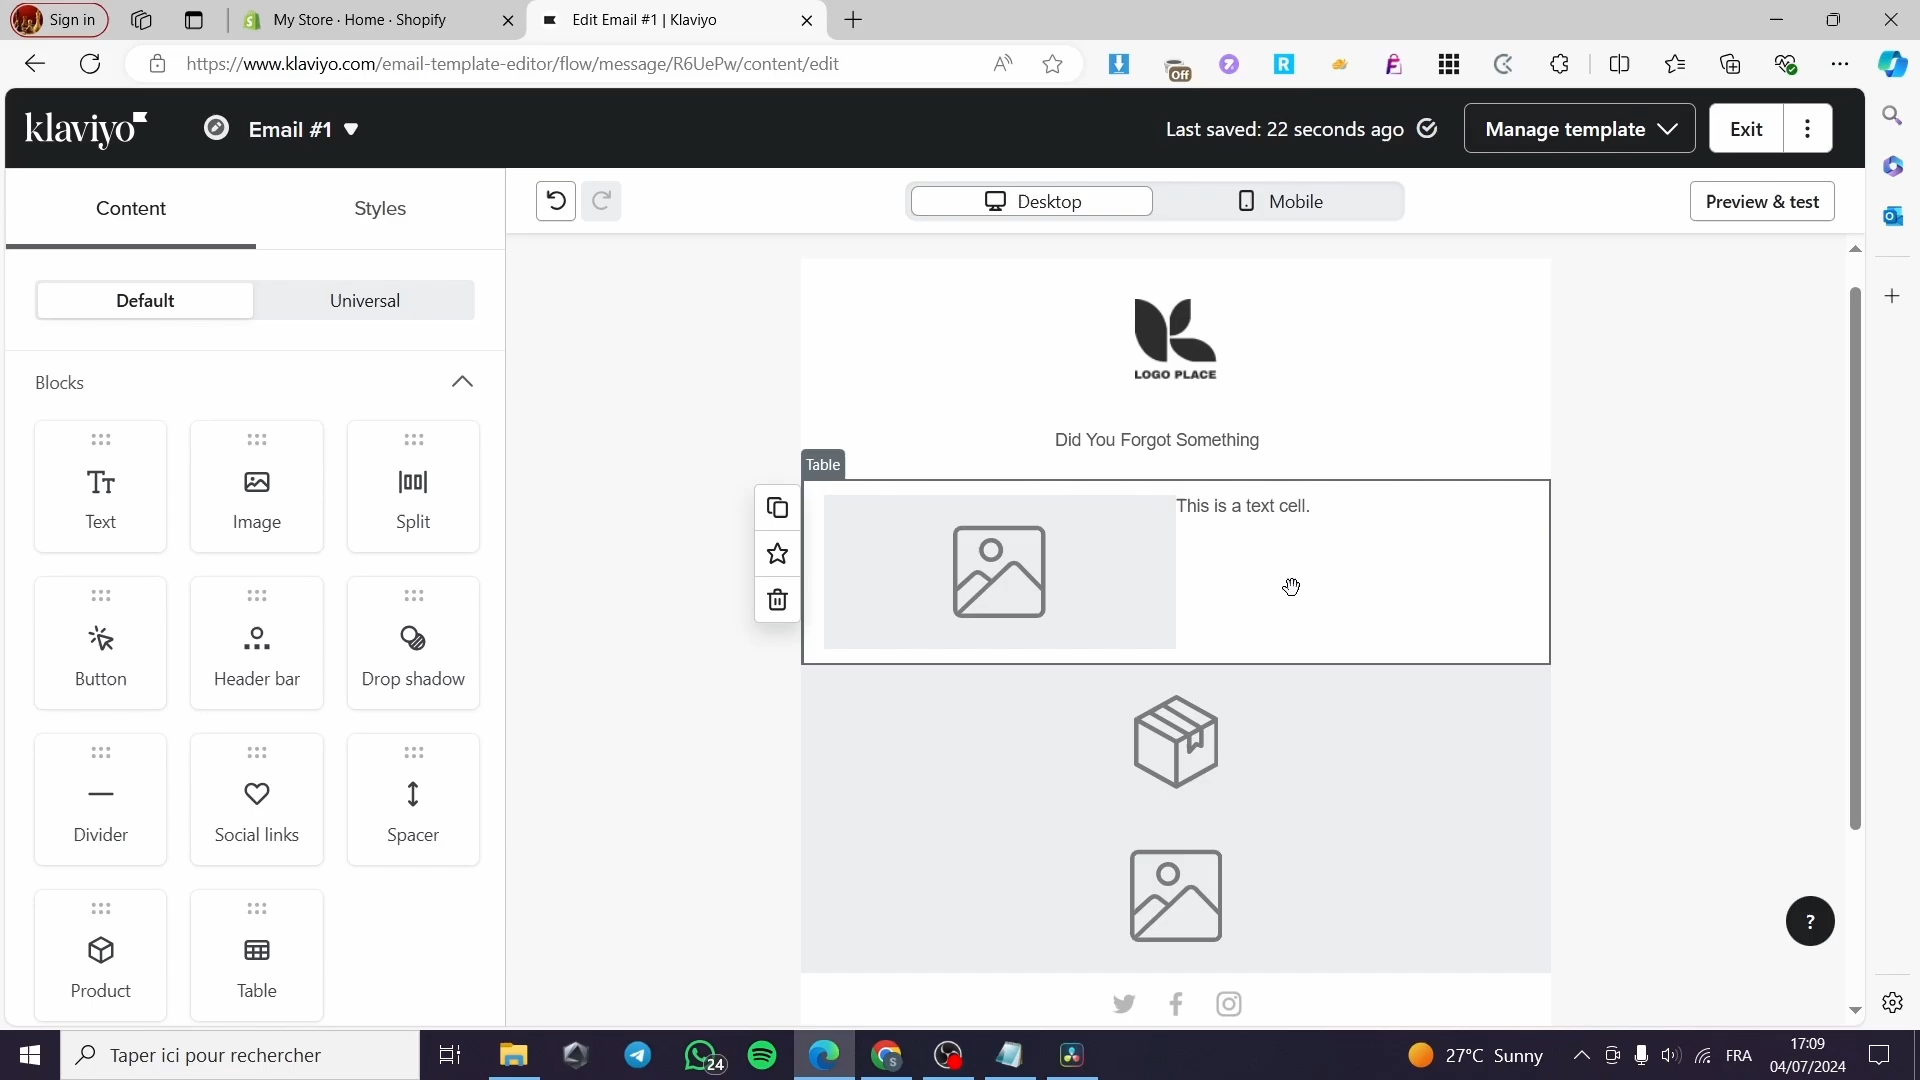 Sign in
My Store · Home · Shopify
Edit Email #1 | Klaviyo
https://www.klaviyo.com/email-template-editor/flow/message/R6UePw/content/edit
Off
klaviyo
Email #1
Last saved: 22 seconds ago
Manage template
Exit
Content
Styles
Desktop
Mobile
Preview & test
Default
Universal
LOGO PLACE
Blocks
Did You Forgot Something
Table
This is a text cell.
Text
Image
Split
Button
Header bar
Drop shadow
Divider
Social links
Spacer
?
Product
Table
Taper ici pour rechercher
24
27°C Sunny
FRA
17:09
04/07/2024